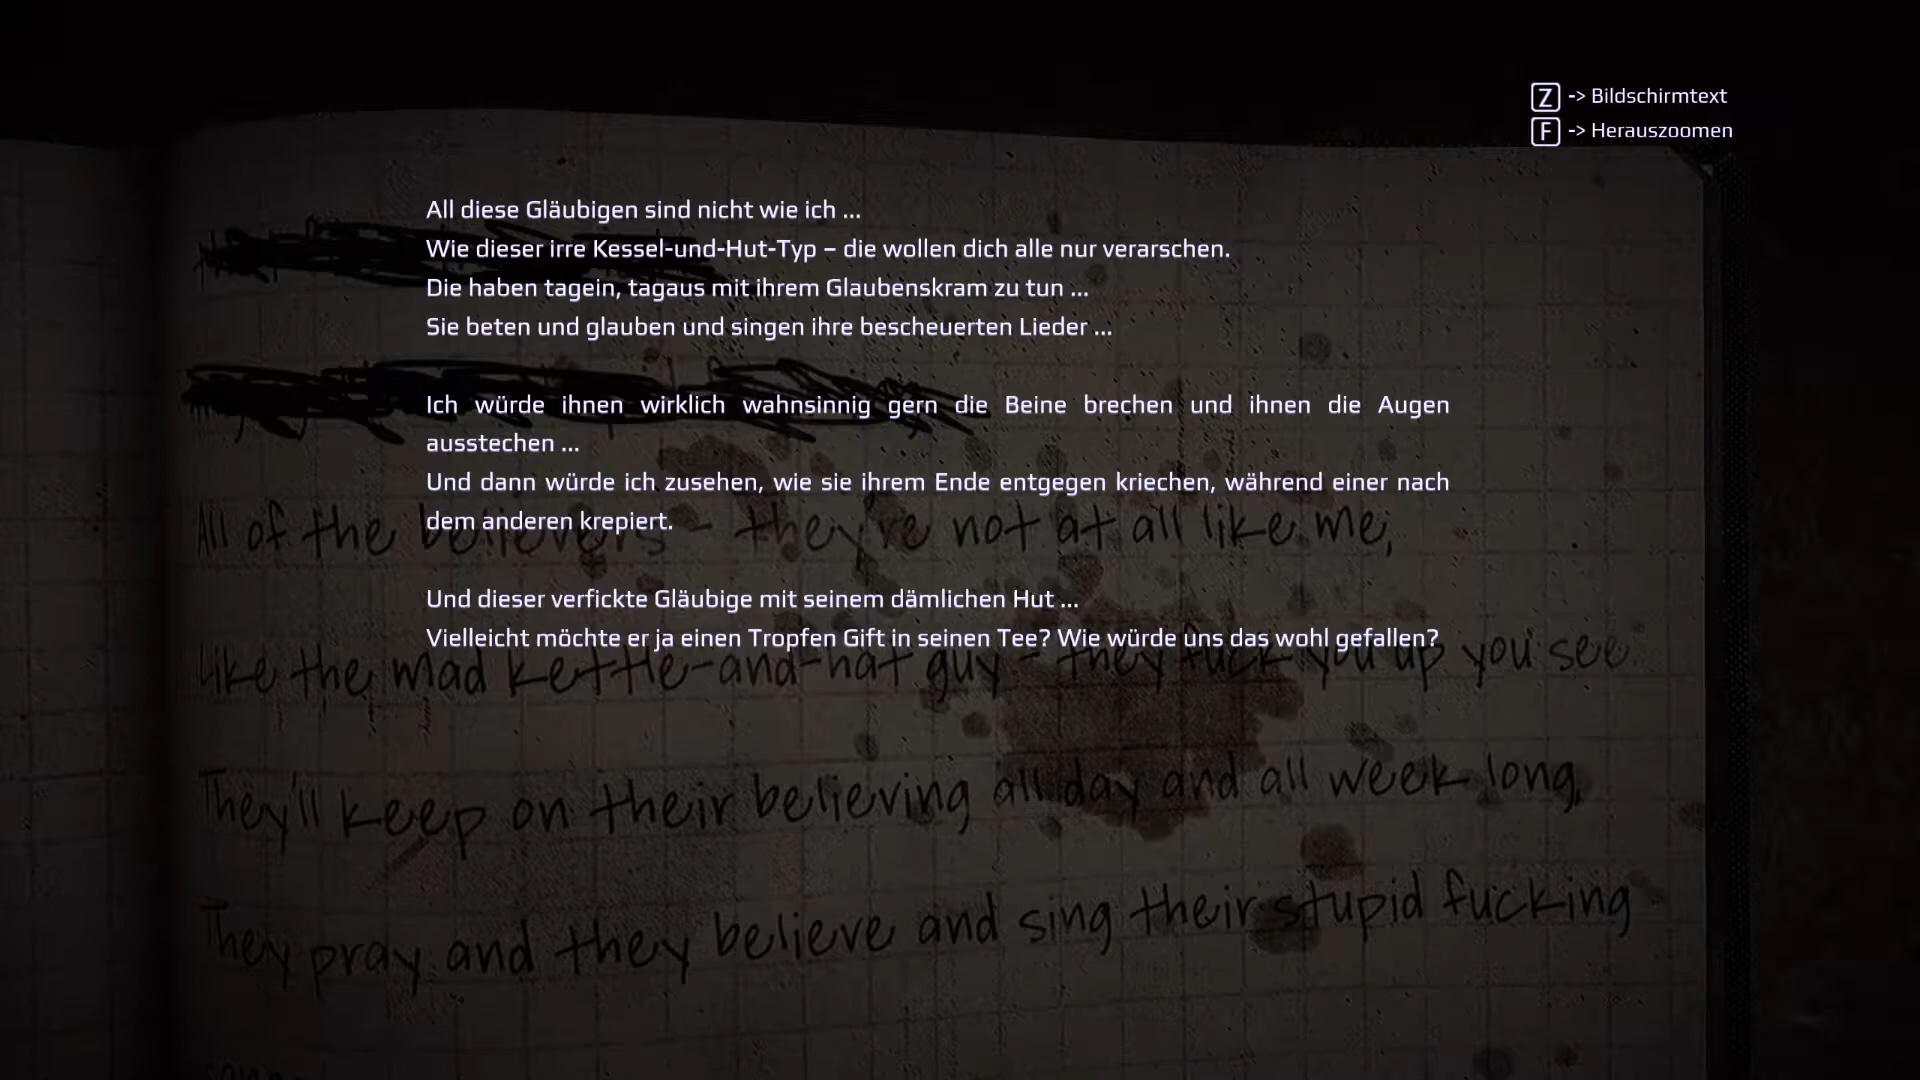 Z -> Bildschirmtext
F -> Herauszoomen
All diese Gläubigen sind nicht wie ich ...
Wie dieser irre Kessel-und-Hut-Typ – die wollen dich alle nur verarschen.
Die haben tagein, tagaus mit ihrem Glaubenskram zu tun ...
Sie beten und glauben und singen ihre bescheuerten Lieder ...
Ich würde ihnen wirklich wahnsinnig gern die Beine brechen und ihnen die Augen
ausstechen ...
Und dann würde ich zusehen, wie sie ihrem Ende entgegen kriechen, während einer nach
dem anderen krepiert.
Und dieser verfickte Gläubige mit seinem dämlichen Hut ...
Vielleicht möchte er ja einen Tropfen Gift in seinen Tee? Wie würde uns das wohl gefallen?
All of the believers - they're not at all like me,
Like the mad kettle-and-hat guy - they fuck you up you see
They'll keep on their believing all day and all week long,
They pray and they believe and sing their stupid fucking